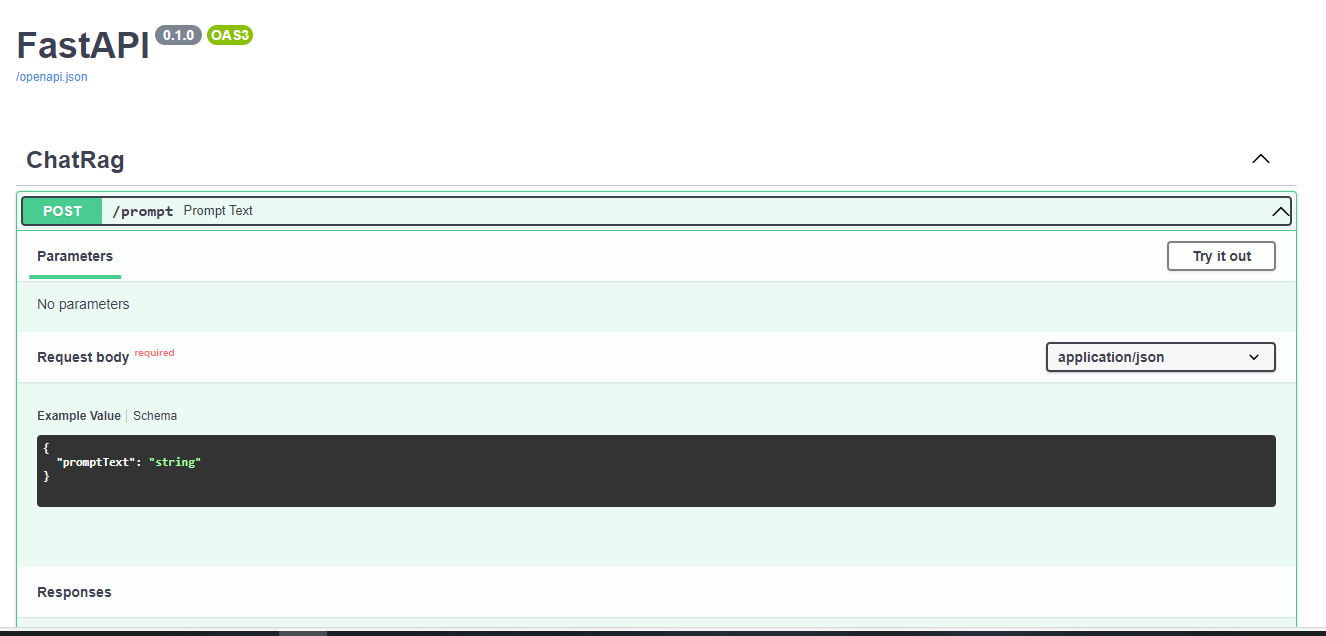 FastAPI 0.1.0 OAS3
/openapi.json
ChatRag
POST /prompt Prompt Text
Parameters Try it out
No parameters
Request body required application/json
Example Value Schema
{
"promptText": "string"
}
Responses